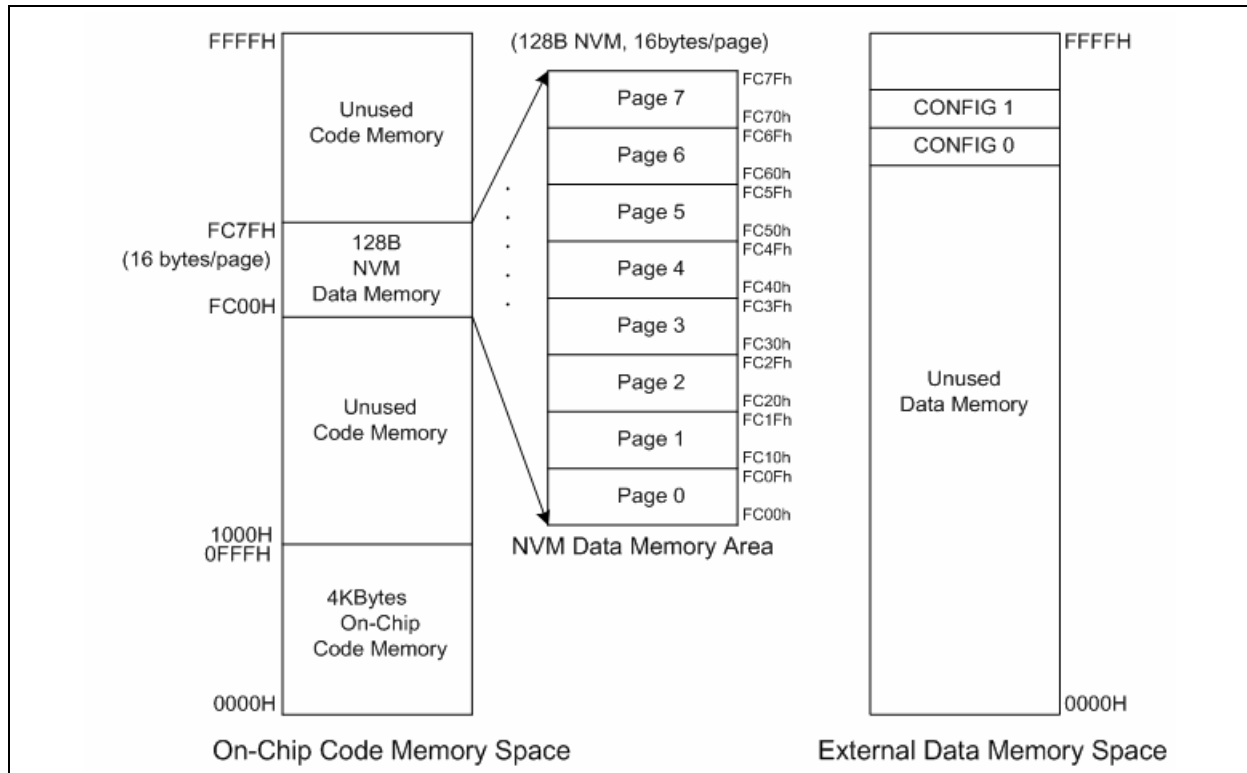 FFFFH
Unused
Code Memory
FC7FH
(16 bytes/page)
128B
NVM
Data Memory
FC00H
Unused
Code Memory
1000H
0FFFH
4KBytes
On-Chip
Code Memory
0000H
On-Chip Code Memory Space
(128B NVM, 16bytes/page)
FC7Fh
Page 7
FC70h
FC6Fh
Page 6
FC60h
FC5Fh
Page 5
FC50h
FC4Fh
Page 4
FC40h
FC3Fh
Page 3
FC30h
FC2Fh
Page 2
FC20h
FC1Fh
Page 1
FC10h
FC0Fh
Page 0
FC00h
NVM Data Memory Area
FFFFH
CONFIG 1
CONFIG 0
Unused
Data Memory
0000H
External Data Memory Space